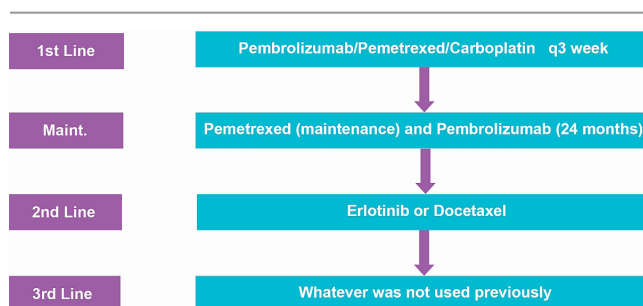 1st Line
Pembrolizumab/Pemetrexed/Carboplatin q3 week
Maint.
Pemetrexed (maintenance) and Pembrolizumab (24 months)
2nd Line
Erlotinib or Docetaxel
3rd Line
Whatever was not used previously